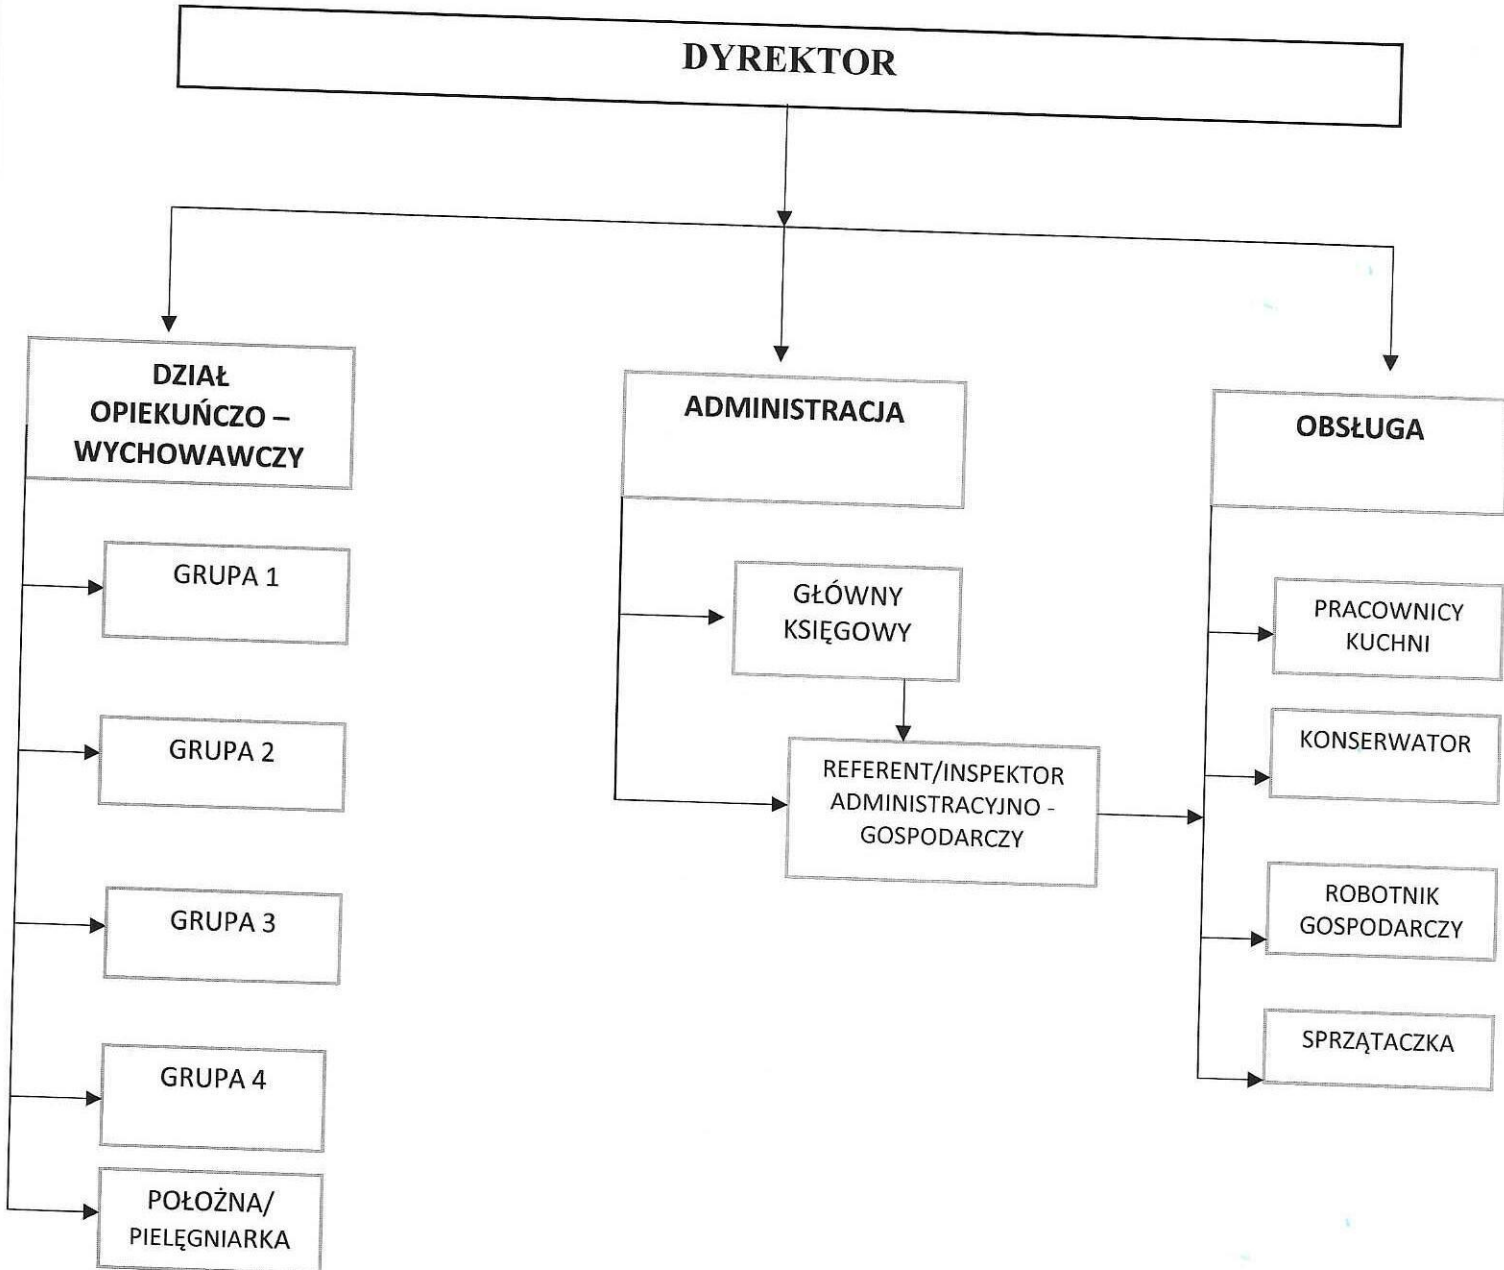 DYREKTOR
DZIAŁ
OPIEKUŃCZO –
WYCHOWAWCZY
GRUPA 1
GRUPA 2
GRUPA 3
GRUPA 4
POŁOŻNA/
PIELĘGNIARKA
ADMINISTRACJA
GŁÓWNY
KSIĘGOWY
REFERENT/INSPEKTOR
ADMINISTRACYJNO -
GOSPODARCZY
OBSŁUGA
PRACOWNICY
KUCHNI
KONSERWATOR
ROBOTNIK
GOSPODARCZY
SPRZĄTACZKA